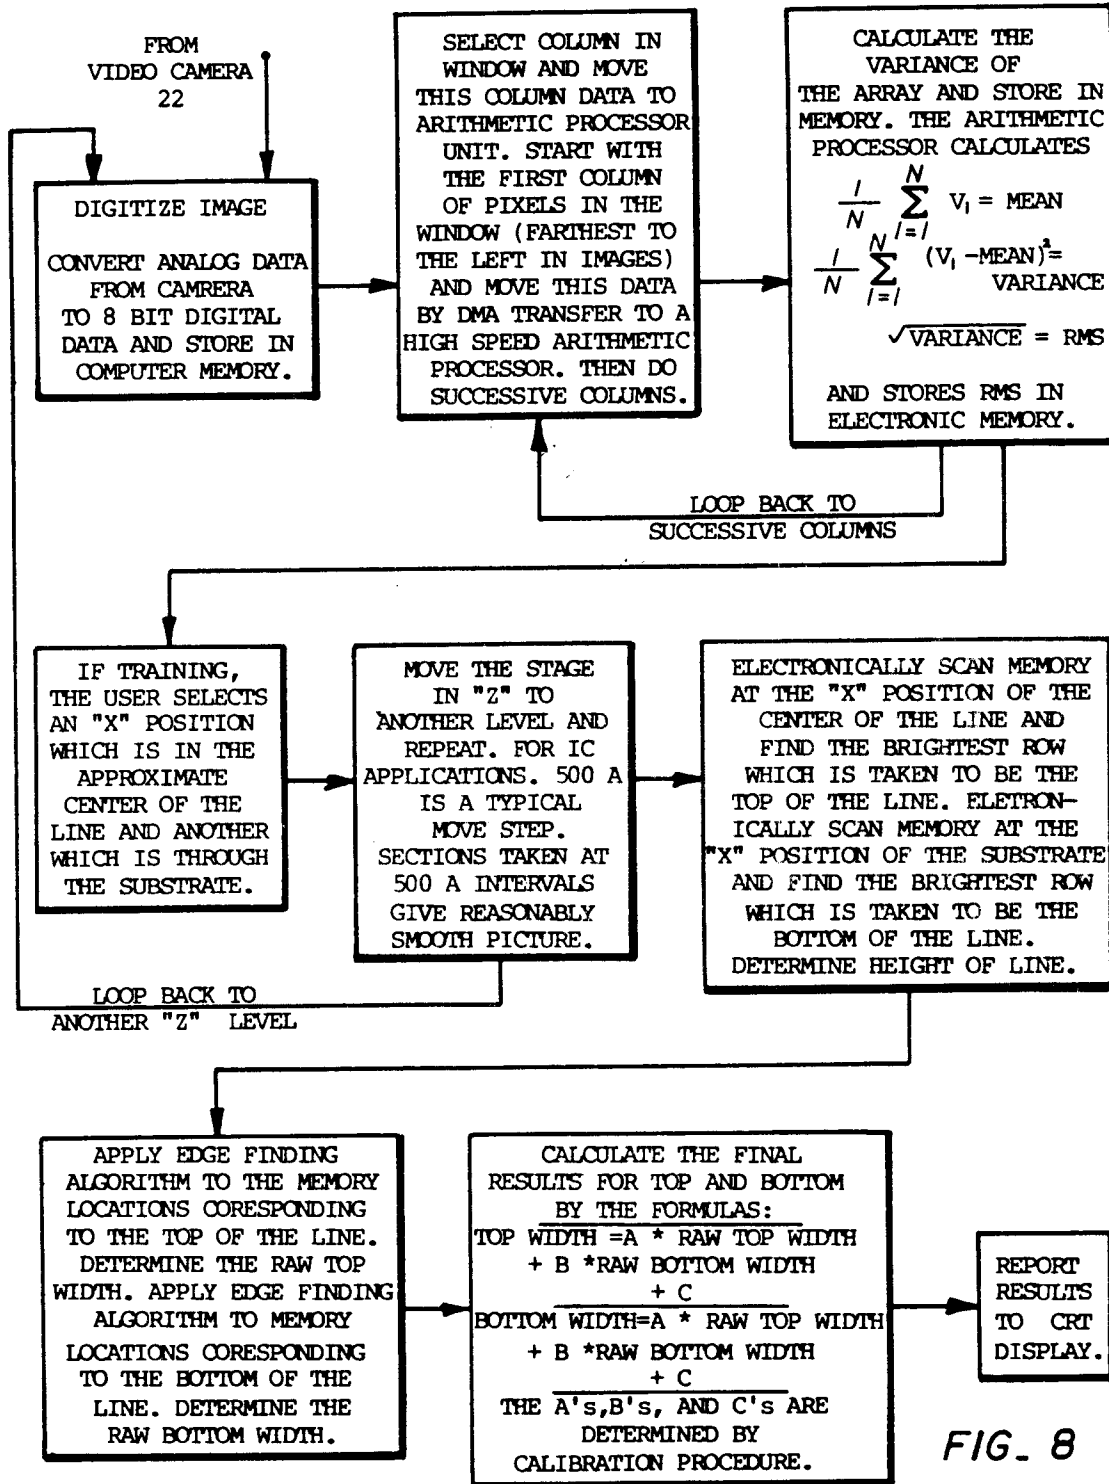 FROM
VIDEO CAMERA
22
DIGITIZE IMAGE
CONVERT ANALOG DATA
FROM CAMRERA
TO 8 BIT DIGITAL
DATA AND STORE IN
COMPUTER MEMORY.
SELECT COLUMN IN
WINDOW AND MOVE
THIS COLUMN DATA TO
ARITHMETIC PROCESSOR
UNIT. START WITH
THE FIRST COLUMN
OF PIXELS IN THE
WINDOW (FARTHEST TO
THE LEFT IN IMAGES)
AND MOVE THIS DATA
BY DMA TRANSFER TO A
HIGH SPEED ARITHMETIC
PROCESSOR. THEN DO
SUCCESSIVE COLUMNS.
CALCULATE THE
VARIANCE OF
THE ARRAY AND STORE IN
MEMORY. THE ARITHMETIC
PROCESSOR CALCULATES
1/N ∑_{I=1}^{N} V_I = MEAN
1/N ∑_{I=1}^{N} (V_I -MEAN)²=
VARIANCE
√VARIANCE = RMS
AND STORES RMS IN
ELECTRONIC MEMORY.
LOOP BACK TO
SUCCESSIVE COLUMNS
IF TRAINING,
THE USER SELECTS
AN "X" POSITION
WHICH IS IN THE
APPROXIMATE
CENTER OF THE
LINE AND ANOTHER
WHICH IS THROUGH
THE SUBSTRATE.
MOVE THE STAGE
IN "Z" TO
ANOTHER LEVEL AND
REPEAT. FOR IC
APPLICATIONS. 500 A
IS A TYPICAL
MOVE STEP.
SECTIONS TAKEN AT
500 A INTERVALS
GIVE REASONABLY
SMOOTH PICTURE.
ELECTRONICALLY SCAN MEMORY
AT THE "X" POSITION OF THE
CENTER OF THE LINE AND
FIND THE BRIGHTEST ROW
WHICH IS TAKEN TO BE THE
TOP OF THE LINE. ELETRON-
ICALLY SCAN MEMORY AT THE
"X" POSITION OF THE SUBSTRATE
AND FIND THE BRIGHTEST ROW
WHICH IS TAKEN TO BE THE
BOTTOM OF THE LINE.
DETERMINE HEIGHT OF LINE.
LOOP BACK TO
ANOTHER "Z" LEVEL
APPLY EDGE FINDING
ALGORITHM TO THE MEMORY
LOCATIONS CORESPONDING
TO THE TOP OF THE LINE.
DETERMINE THE RAW TOP
WIDTH. APPLY EDGE FINDING
ALGORITHM TO MEMORY
LOCATIONS CORESPONDING
TO THE BOTTOM OF THE
LINE. DETERMINE THE
RAW BOTTOM WIDTH.
CALCULATE THE FINAL
RESULTS FOR TOP AND BOTTOM
BY THE FORMULAS:
TOP WIDTH =A * RAW TOP WIDTH
+ B *RAW BOTTOM WIDTH
+ C
BOTTOM WIDTH=A * RAW TOP WIDTH
+ B *RAW BOTTOM WIDTH
+ C
THE A's,B's, AND C's ARE
DETERMINED BY
CALIBRATION PROCEDURE.
REPORT
RESULTS
TO CRT
DISPLAY.
FIG_ 8